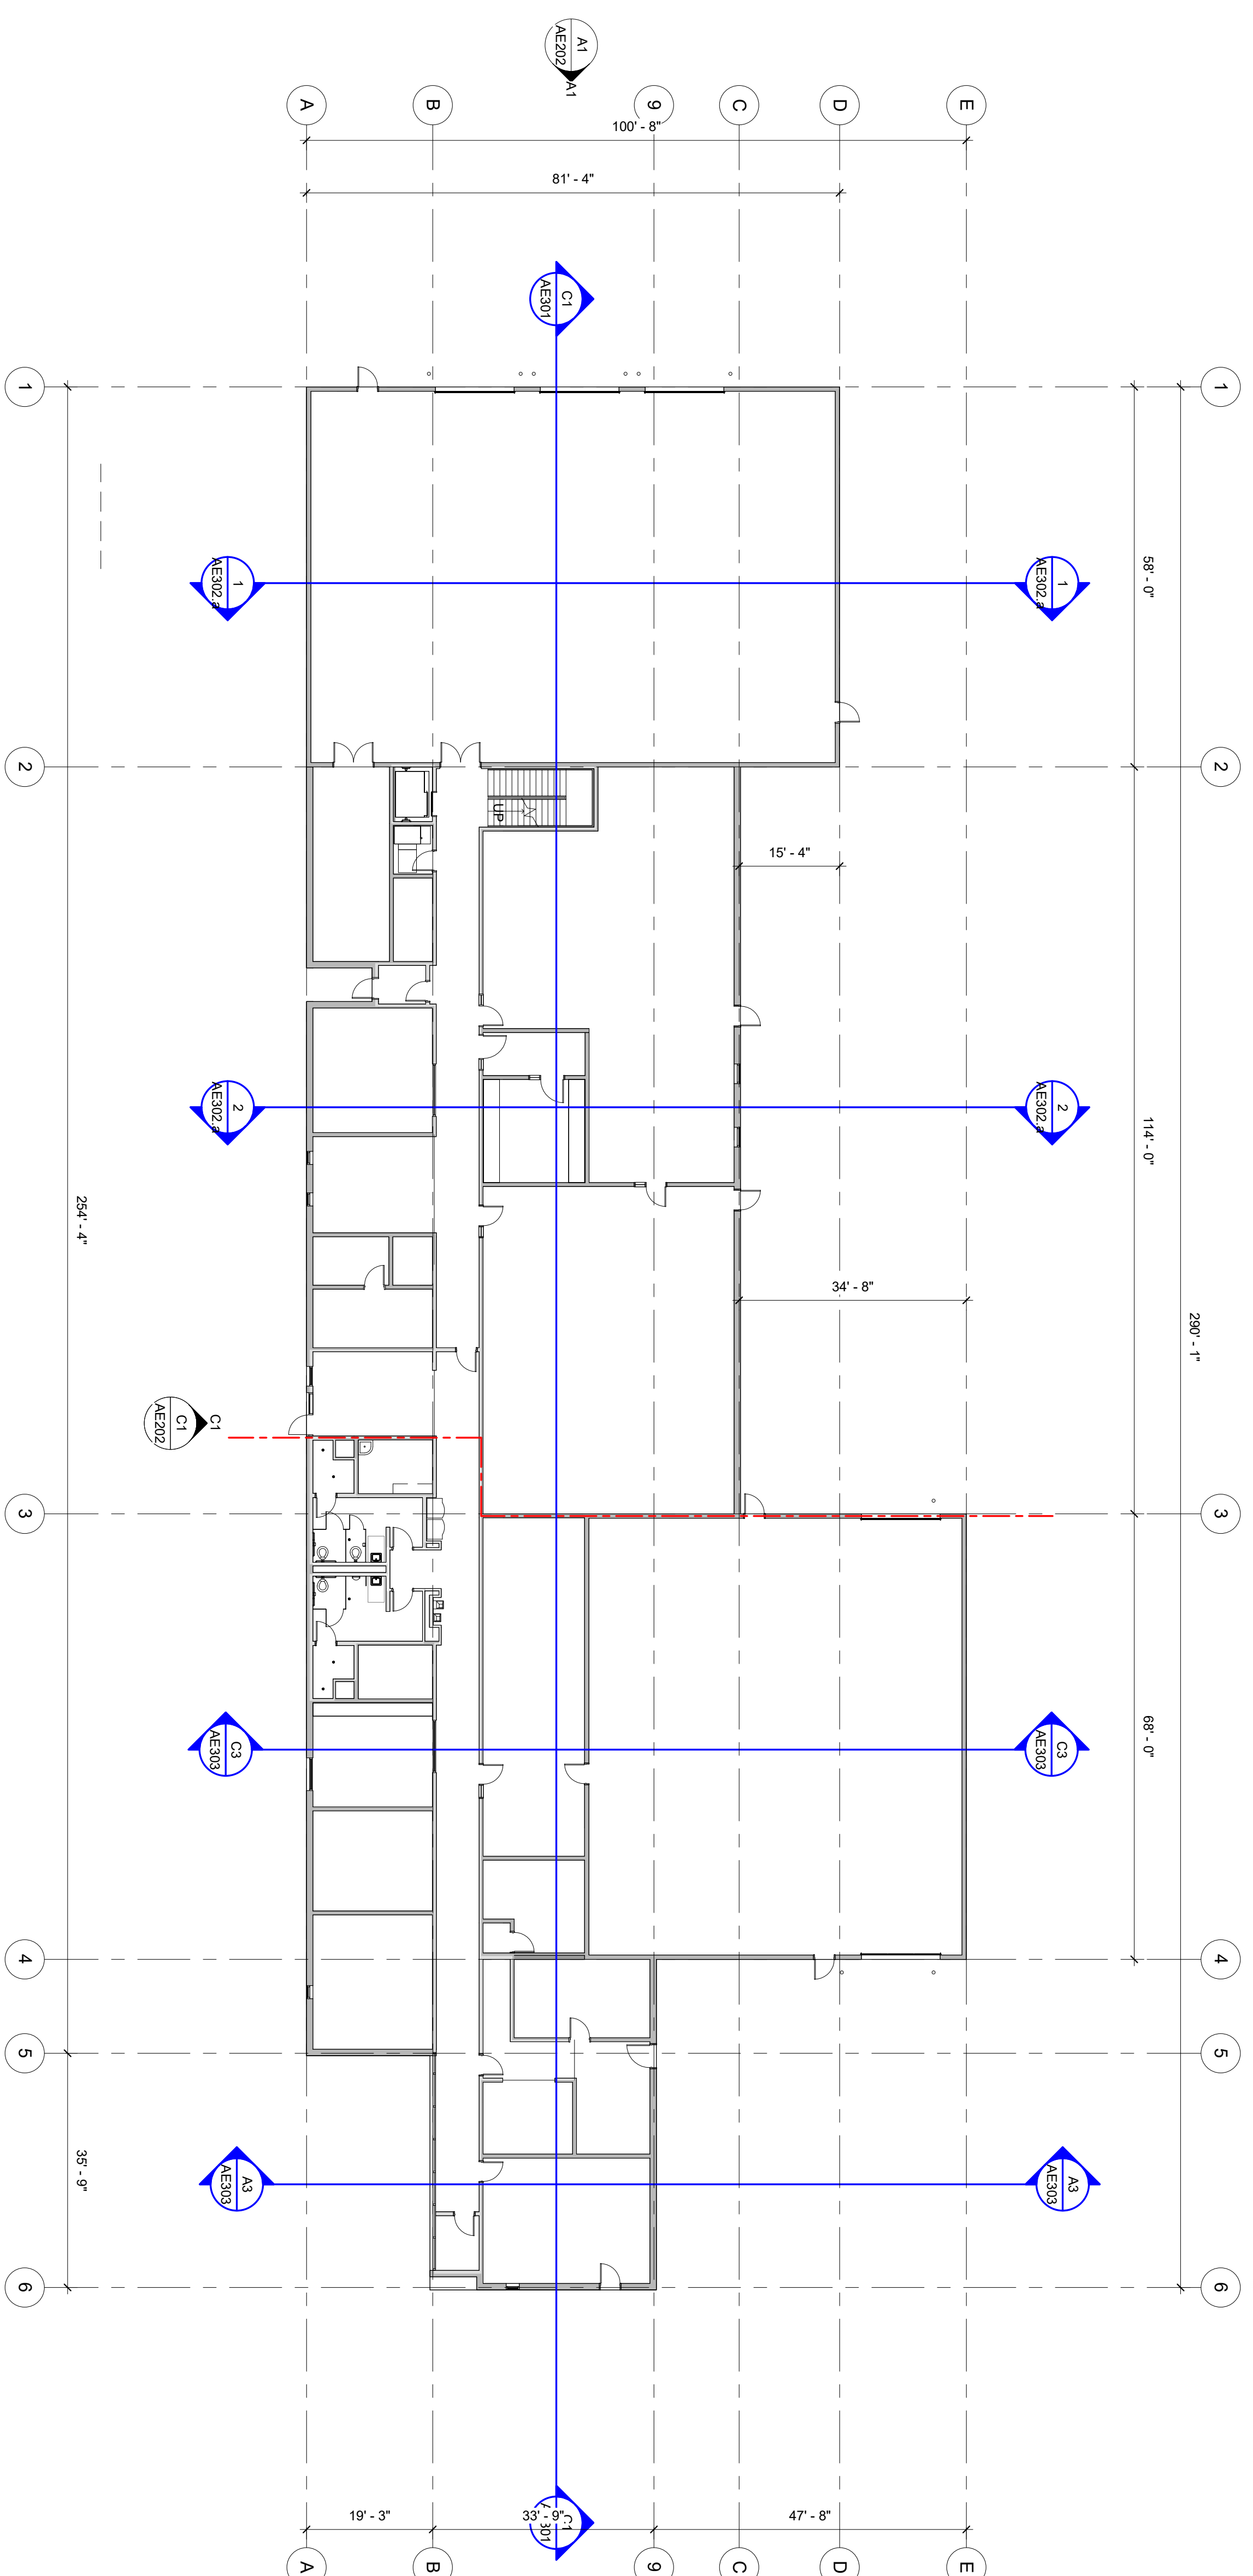 A1
AE202
A1
A
B
9
C
D
E
100' - 8"
81' - 4"
C1
AE301
1
1
58' - 0"
1
AE302.a
1
AE302.a
2
2
UP
15' - 4"
2
AE302.a
2
AE302.a
114' - 0"
254' - 4"
34' - 8"
290' - 1"
C1
AE202
C1
3
3
68' - 0"
C3
AE303
C3
AE303
4
4
5
5
35' - 9"
A3
AE303
A3
AE303
6
6
19' - 3"
33' - 9"
47' - 8"
A
B
9
C
D
E